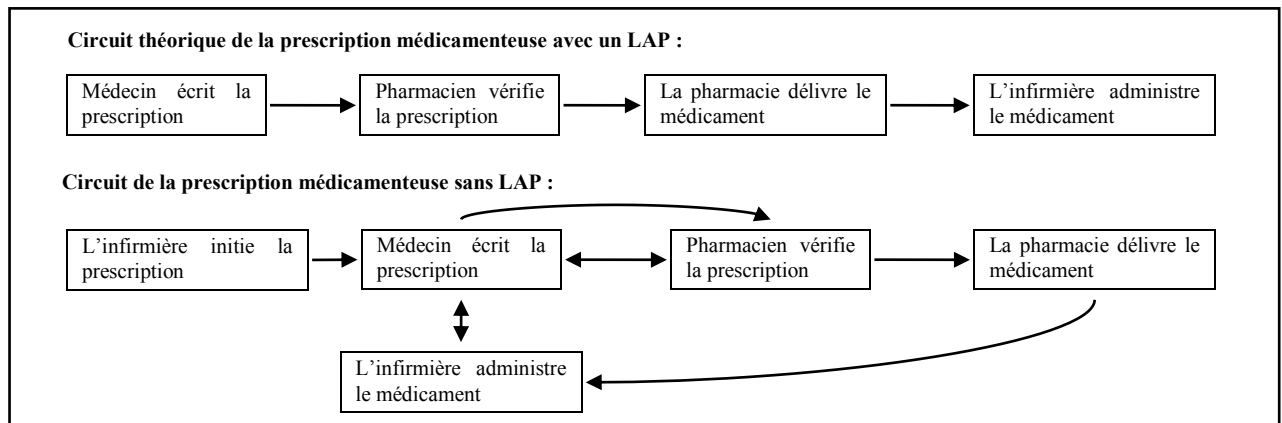 Circuit théorique de la prescription médicamenteuse avec un LAP :
Médecin écrit la
prescription
Pharmacien vérifie
la prescription
La pharmacie délivre le
médicament
L’infirmière administre
le médicament
Circuit de la prescription médicamenteuse sans LAP :
L’infirmière initie la
prescription
Médecin écrit la
prescription
Pharmacien vérifie
la prescription
La pharmacie délivre le
médicament
L’infirmière administre
le médicament